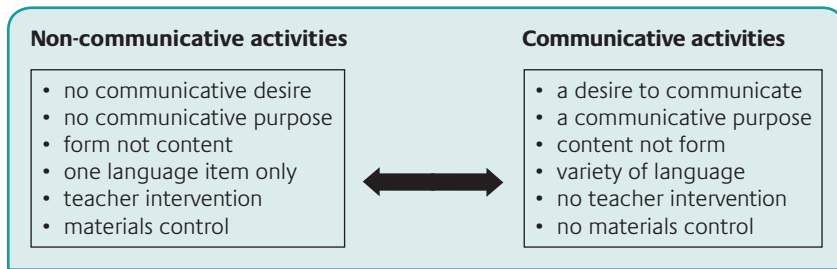 Non-communicative activities
• no communicative desire
• no communicative purpose
• form not content
• one language item only
• teacher intervention
• materials control
Communicative activities
• a desire to communicate
• a communicative purpose
• content not form
• variety of language
• no teacher intervention
• no materials control